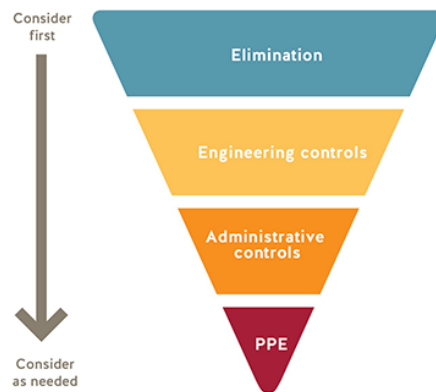 Consider
first
Elimination
Engineering controls
Administrative
controls
PPE
Consider
as needed